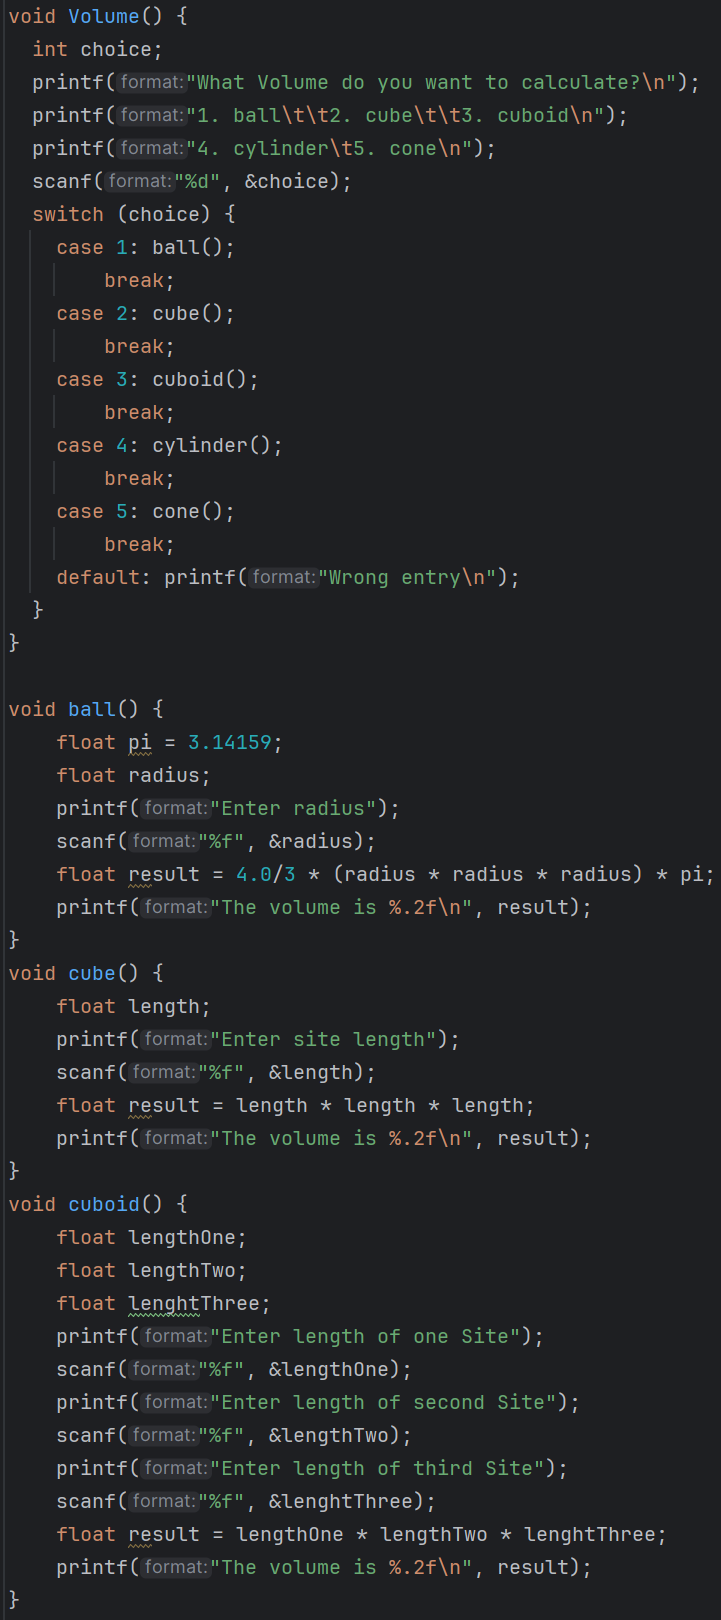 void Volume() {
  int choice;
  printf(format:"What Volume do you want to calculate?\n");
  printf(format:"1. ball\t\t2. cube\t\t3. cuboid\n");
  printf(format:"4. cylinder\t5. cone\n");
  scanf(format:"%d", &choice);
  switch (choice) {
    case 1: ball();
        break;
    case 2: cube();
        break;
    case 3: cuboid();
        break;
    case 4: cylinder();
        break;
    case 5: cone();
        break;
    default: printf(format:"Wrong entry\n");
  }
}

void ball() {
    float pi = 3.14159;
    float radius;
    printf(format:"Enter radius");
    scanf(format:"%f", &radius);
    float result = 4.0/3 * (radius * radius * radius) * pi;
    printf(format:"The volume is %.2f\n", result);
}
void cube() {
    float length;
    printf(format:"Enter site length");
    scanf(format:"%f", &length);
    float result = length * length * length;
    printf(format:"The volume is %.2f\n", result);
}
void cuboid() {
    float lengthOne;
    float lengthTwo;
    float lenghtThree;
    printf(format:"Enter length of one Site");
    scanf(format:"%f", &lengthOne);
    printf(format:"Enter length of second Site");
    scanf(format:"%f", &lengthTwo);
    printf(format:"Enter length of third Site");
    scanf(format:"%f", &lenghtThree);
    float result = lengthOne * lengthTwo * lenghtThree;
    printf(format:"The volume is %.2f\n", result);
}